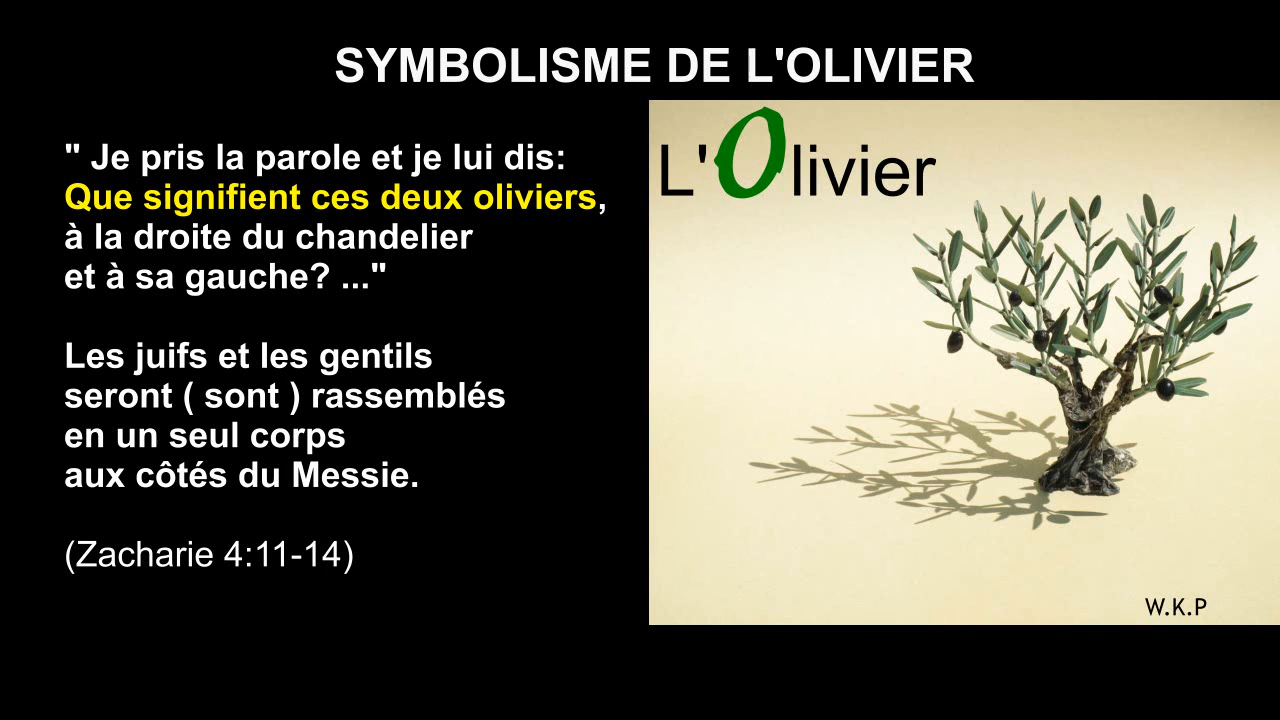 SYMBOLISME DE L'OLIVIER
" Je pris la parole et je lui dis:
Que signifient ces deux oliviers,
à la droite du chandelier
et à sa gauche? ..."
Les juifs et les gentils
seront ( sont ) rassemblés
en un seul corps
aux côtés du Messie.
(Zacharie 4:11-14)
L'Olivier
W.K.P